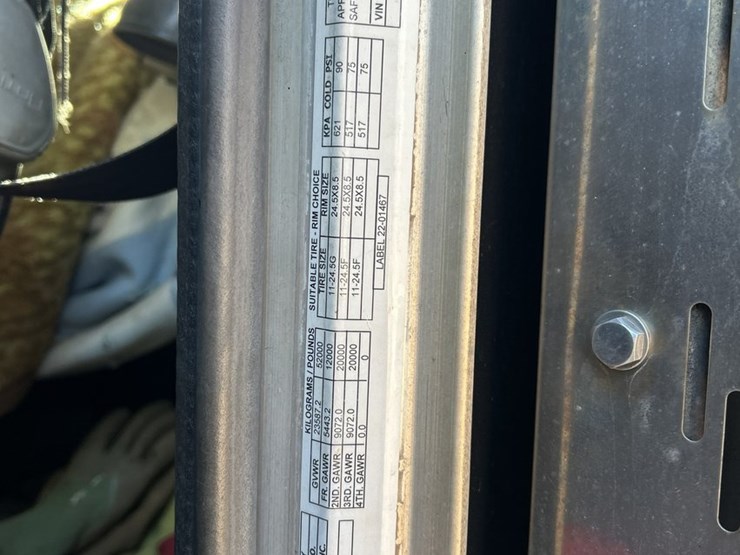 KILOGRAMS / POUNDS
GVWR 23587.2 52000
FR. GAWR 5443.2 12000
2ND. GAWR 9072.0 20000
3RD. GAWR 9072.0 20000
4TH. GAWR 0.0 0
SUITABLE TIRE - RIM CHOICE
TIRE SIZE RIM SIZE KPA COLD PSI
11-24.5G 24.5X8.5 621 90
11-24.5F 24.5X8.5 517 75
11-24.5F 24.5X8.5 517 75
LABEL 22-01467
APP
SAF
VIN